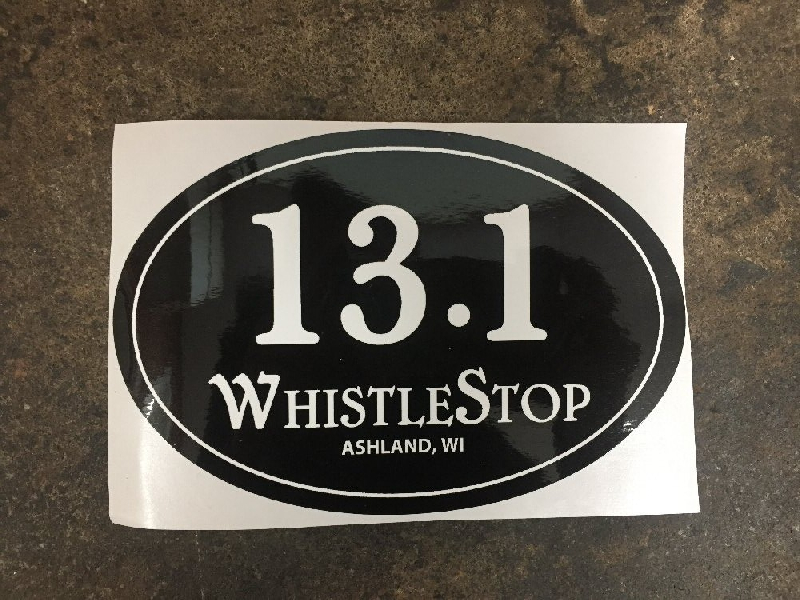 13.1
WHISTLESTOP
ASHLAND, WI